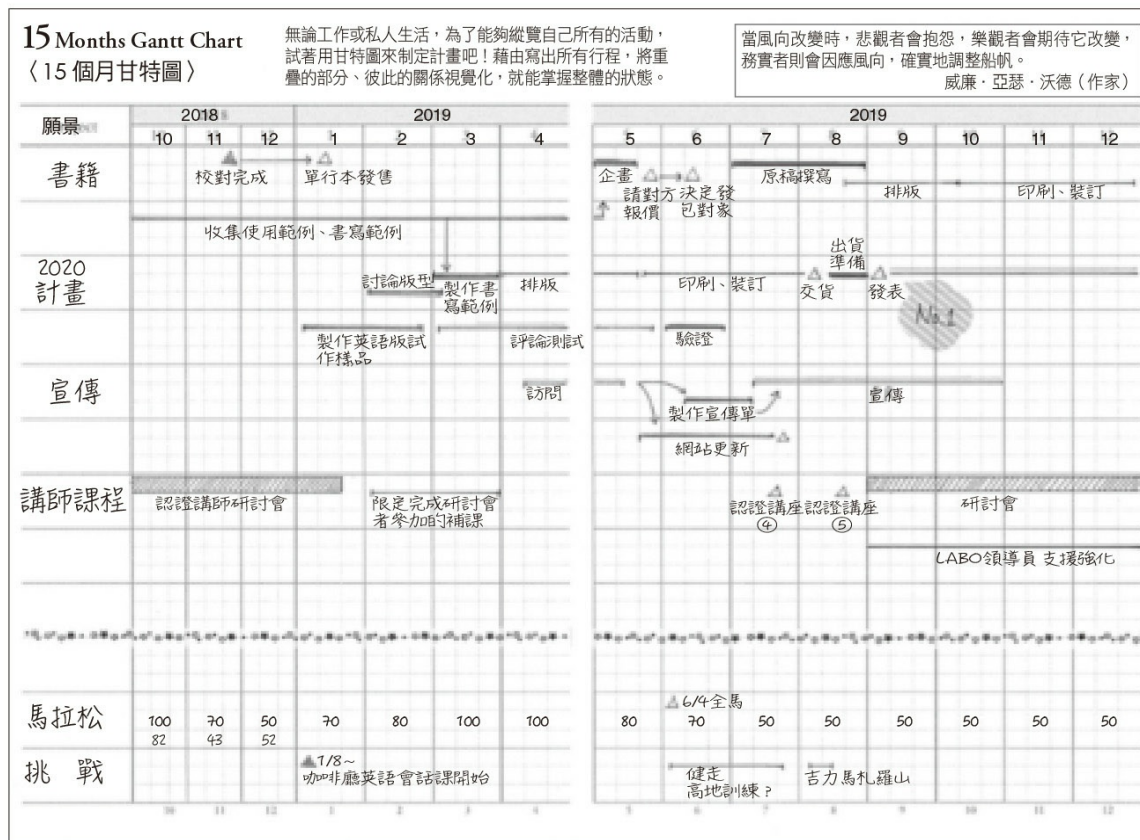 15 Months Gantt Chart
〈15 個月甘特圖〉
無論工作或私人生活，為了能夠縱覽自己所有的活動，
試著用甘特圖來制定計畫吧！藉由寫出所有行程，將重
疊的部分、彼此的關係視覺化，就能掌握整體的狀態。
當風向改變時，悲觀者會抱怨，樂觀者會期待它改變，
務實者則會因應風向，確實地調整船帆。
威廉．亞瑟．沃德（作家）
2018 2019 2019
願景 10 11 12 1 2 3 4 5 6 7 8 9 10 11 12
書籍
校對完成 單行本發售
企畫 原稿撰寫
請對方 決定發 排版 印刷、裝訂
報價 包對象
收集使用範例、書寫範例
2020
計畫
討論版型 製作書 排版
寫範例
印刷、裝訂 交貨
出貨
準備
發表
No.1
製作英語版試 評論測試 驗證
作樣品
宣傳
訪問 製作宣傳單 宣傳
網站更新
講師課程
認證講師研討會 限定完成研討會
者參加的補課
認證講座 認證講座 研討會
④ ⑤
LABO領導員 支援強化
馬拉松
6/4全馬
100 70 50 70 80 100 100 80 70 50 50 50 50 50 50
82 43 52
挑戰
1/8～
咖啡廳英語會話課開始
健走 吉力馬札羅山
高地訓練？
10 11 12 1 2 3 4 5 6 7 8 9 10 11 12